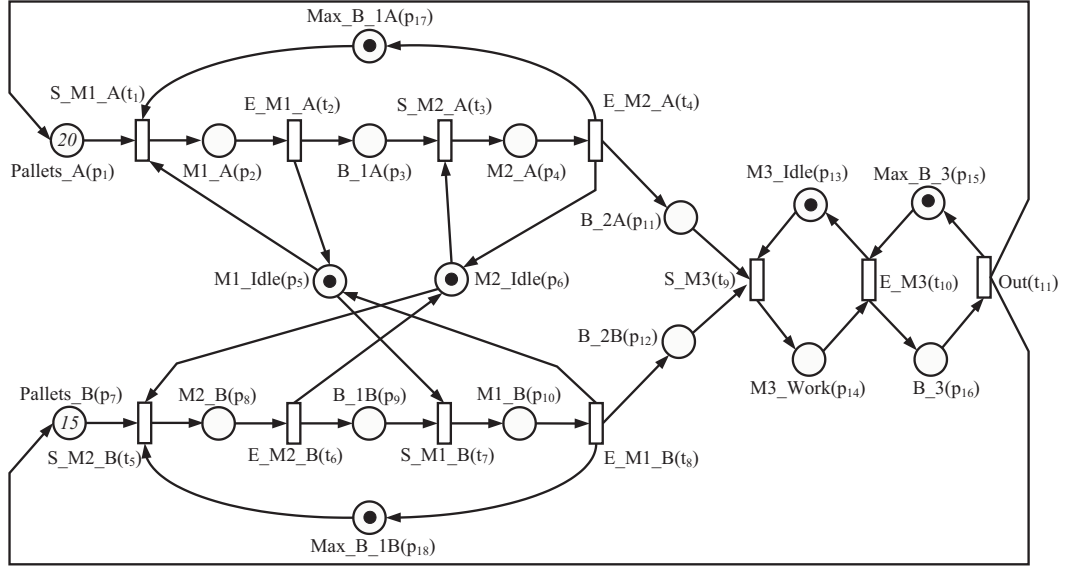 Max_B_1A(p17)
S_M1_A(t1)
E_M1_A(t2)
S_M2_A(t3)
E_M2_A(t4)
20
Pallets_A(p1)
M1_A(p2)
B_1A(p3)
M2_A(p4)
M3_Idle(p13)
Max_B_3(p15)
B_2A(p11)
M1_Idle(p5)
M2_Idle(p6)
S_M3(t9)
E_M3(t10)
Out(t11)
B_2B(p12)
M3_Work(p14)
B_3(p16)
Pallets_B(p7)
M2_B(p8)
B_1B(p9)
M1_B(p10)
15
S_M2_B(t5)
E_M2_B(t6)
S_M1_B(t7)
E_M1_B(t8)
Max_B_1B(p18)